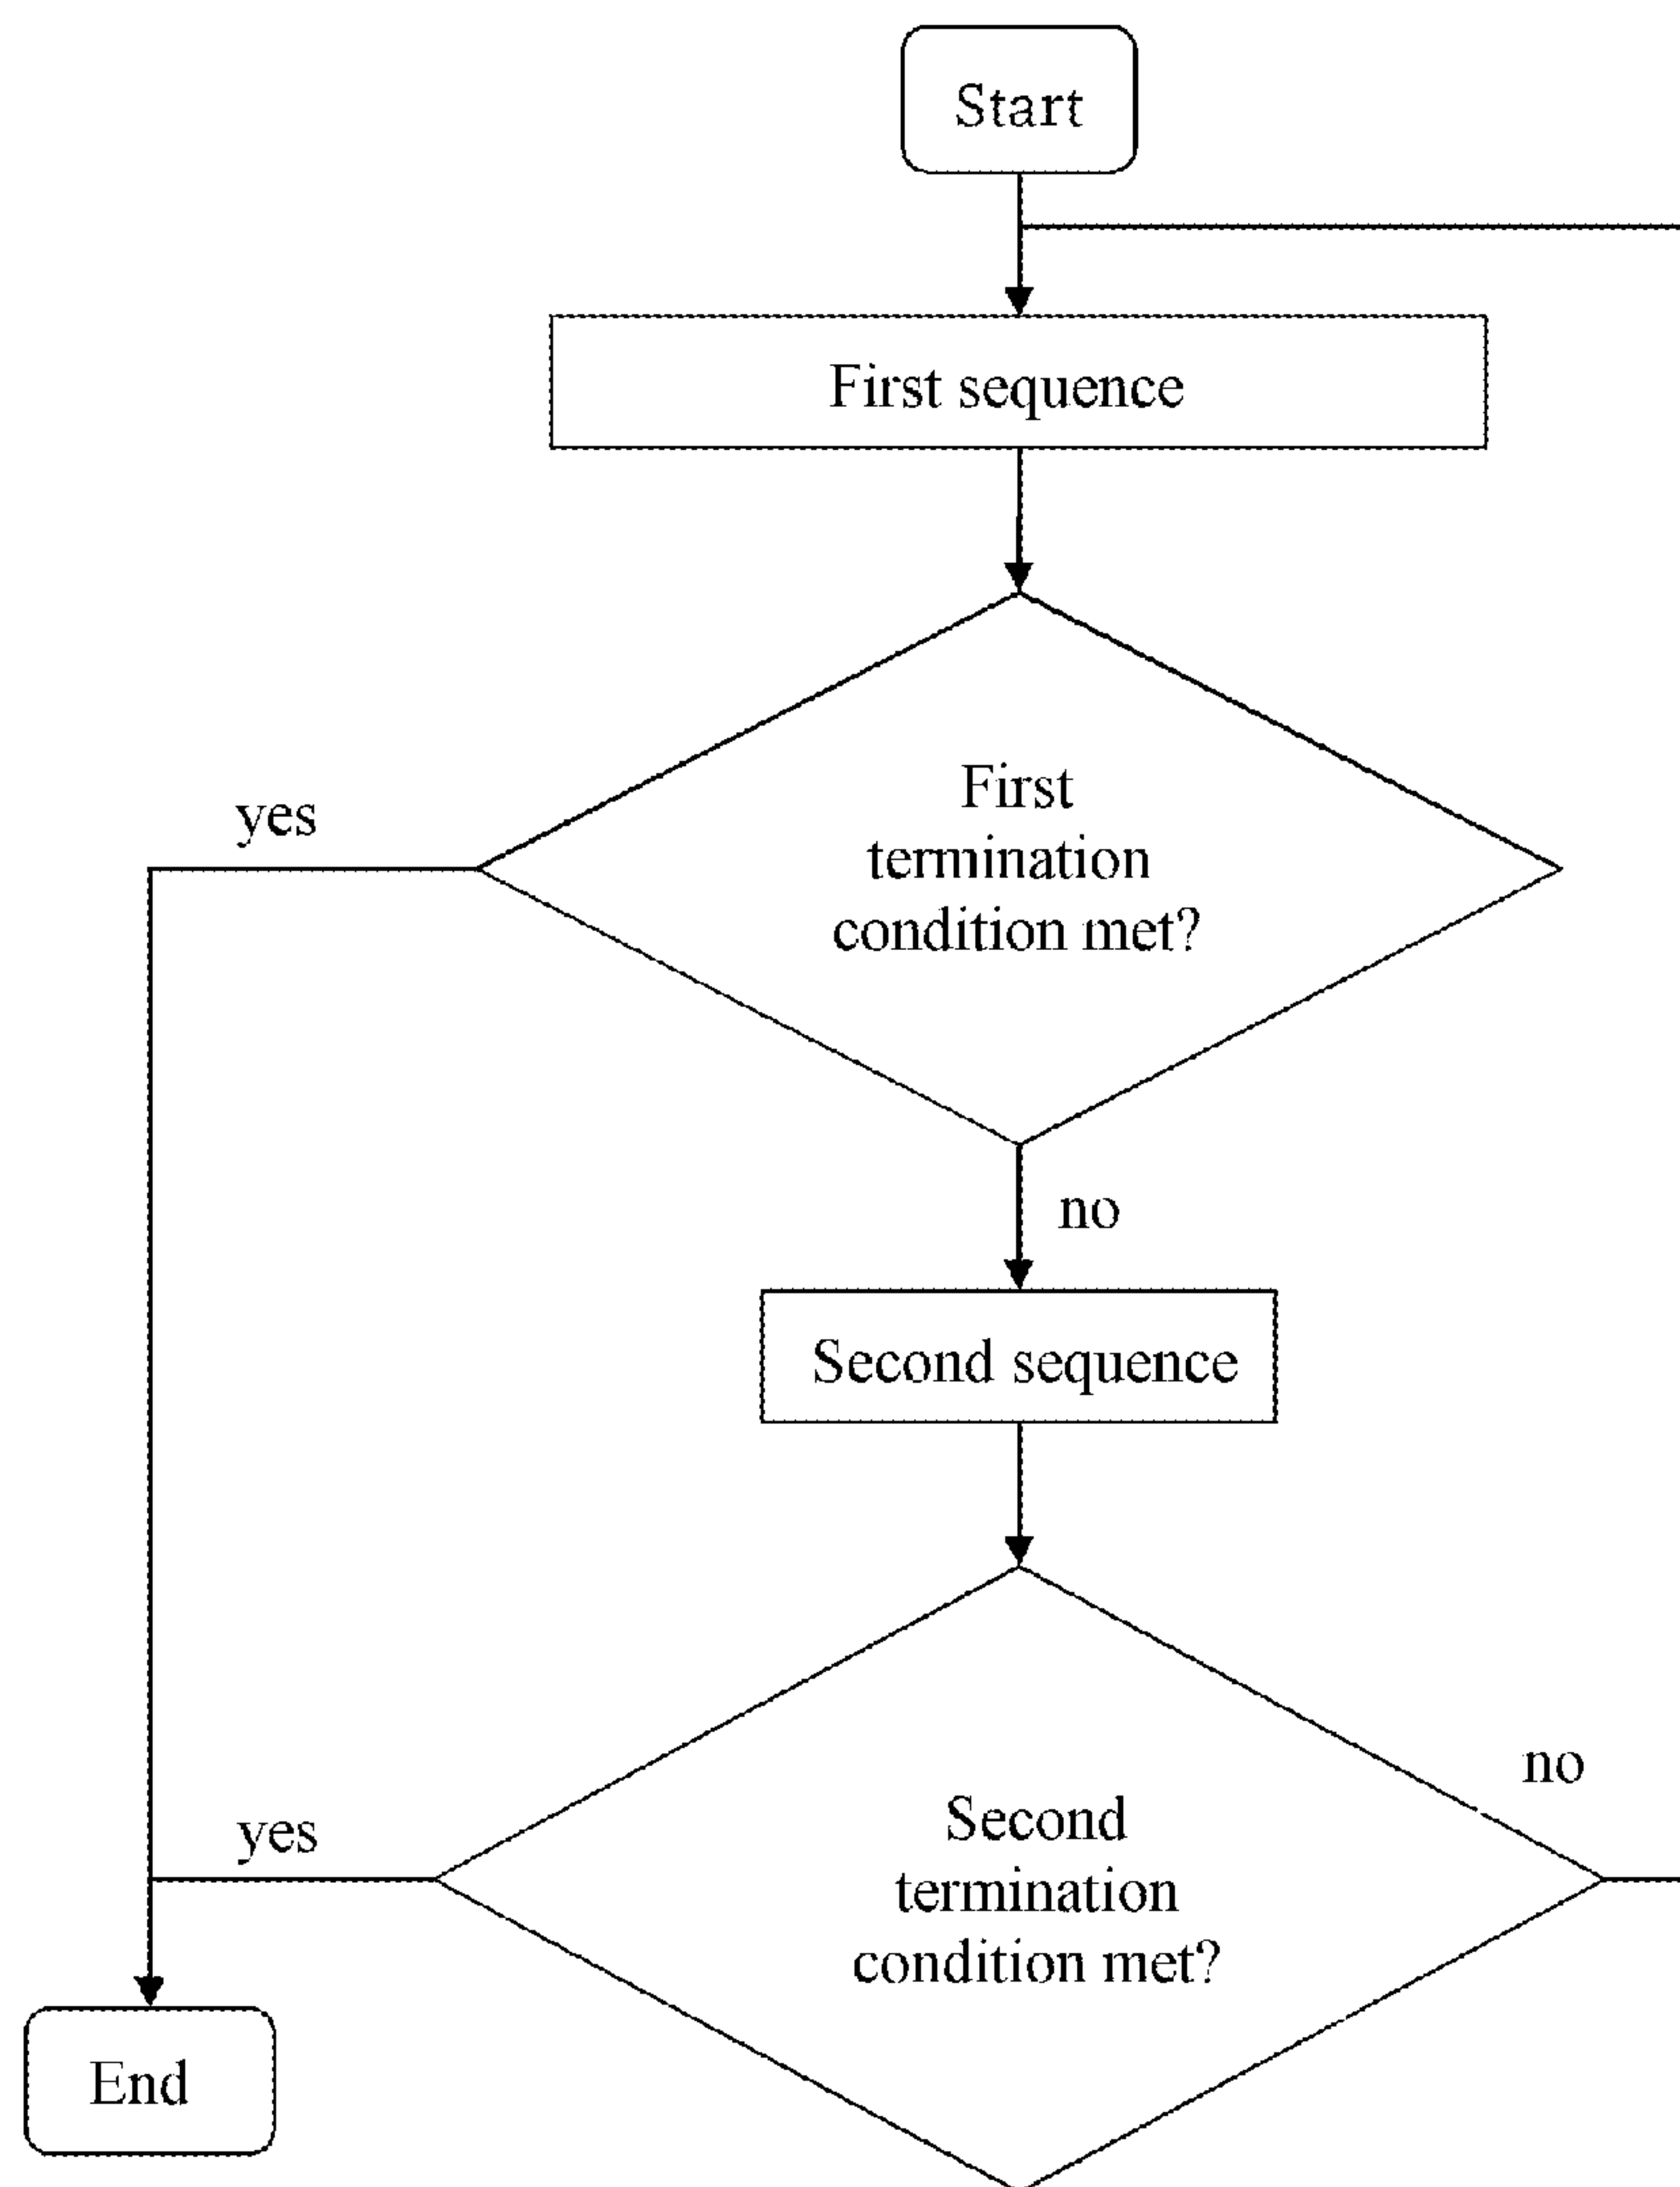 Start
First sequence
First
termination
condition met?
yes
no
Second sequence
Second
termination
condition met?
yes
no
End